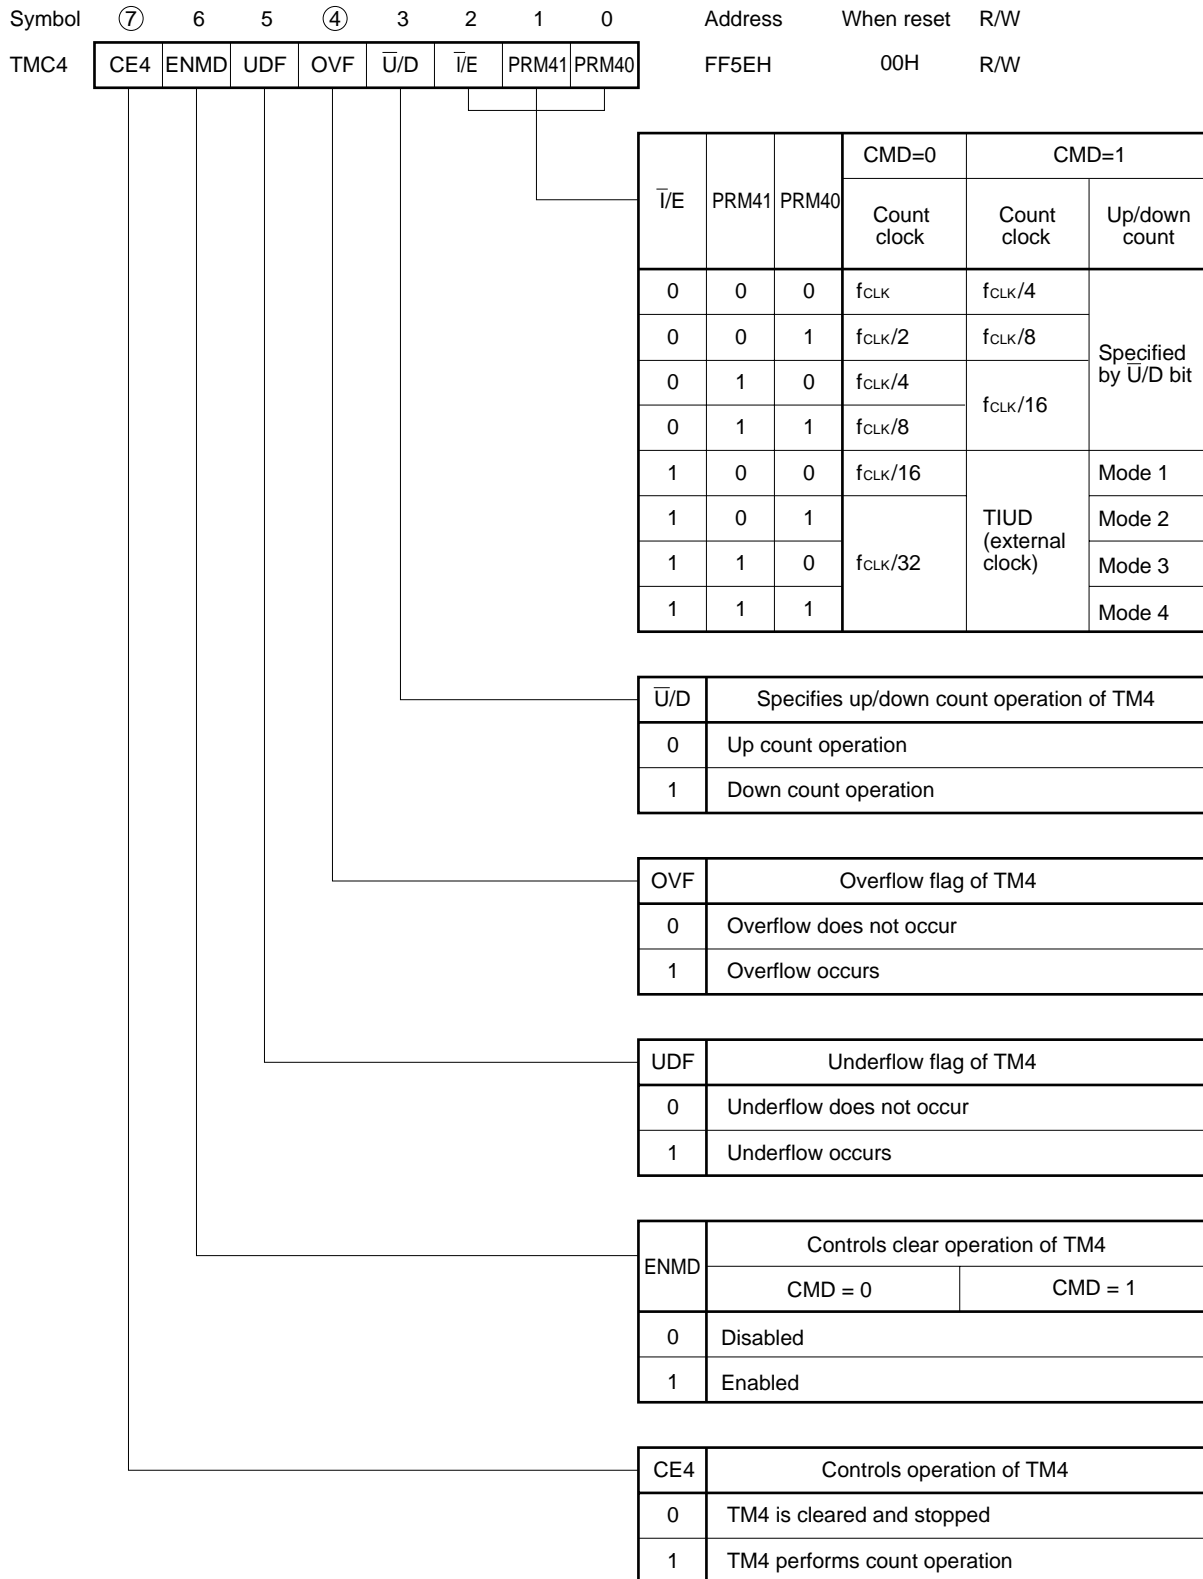 Symbol ⑦ 6 5 ④ 3 2 1 0 Address When reset R/W
TMC4 CE4 ENMD UDF OVF U̅/D I̅/E PRM41 PRM40 FF5EH 00H R/W
I̅/E PRM41 PRM40 CMD=0 CMD=1
Count clock Count clock Up/down count
0 0 0 fCLK fCLK/4 Specified by U̅/D bit
0 0 1 fCLK/2 fCLK/8
0 1 0 fCLK/4 fCLK/16
0 1 1 fCLK/8
1 0 0 fCLK/16 TIUD (external clock) Mode 1
1 0 1 fCLK/32 Mode 2
1 1 0 Mode 3
1 1 1 Mode 4
U̅/D Specifies up/down count operation of TM4
0 Up count operation
1 Down count operation
OVF Overflow flag of TM4
0 Overflow does not occur
1 Overflow occurs
UDF Underflow flag of TM4
0 Underflow does not occur
1 Underflow occurs
ENMD Controls clear operation of TM4
CMD = 0 CMD = 1
0 Disabled
1 Enabled
CE4 Controls operation of TM4
0 TM4 is cleared and stopped
1 TM4 performs count operation